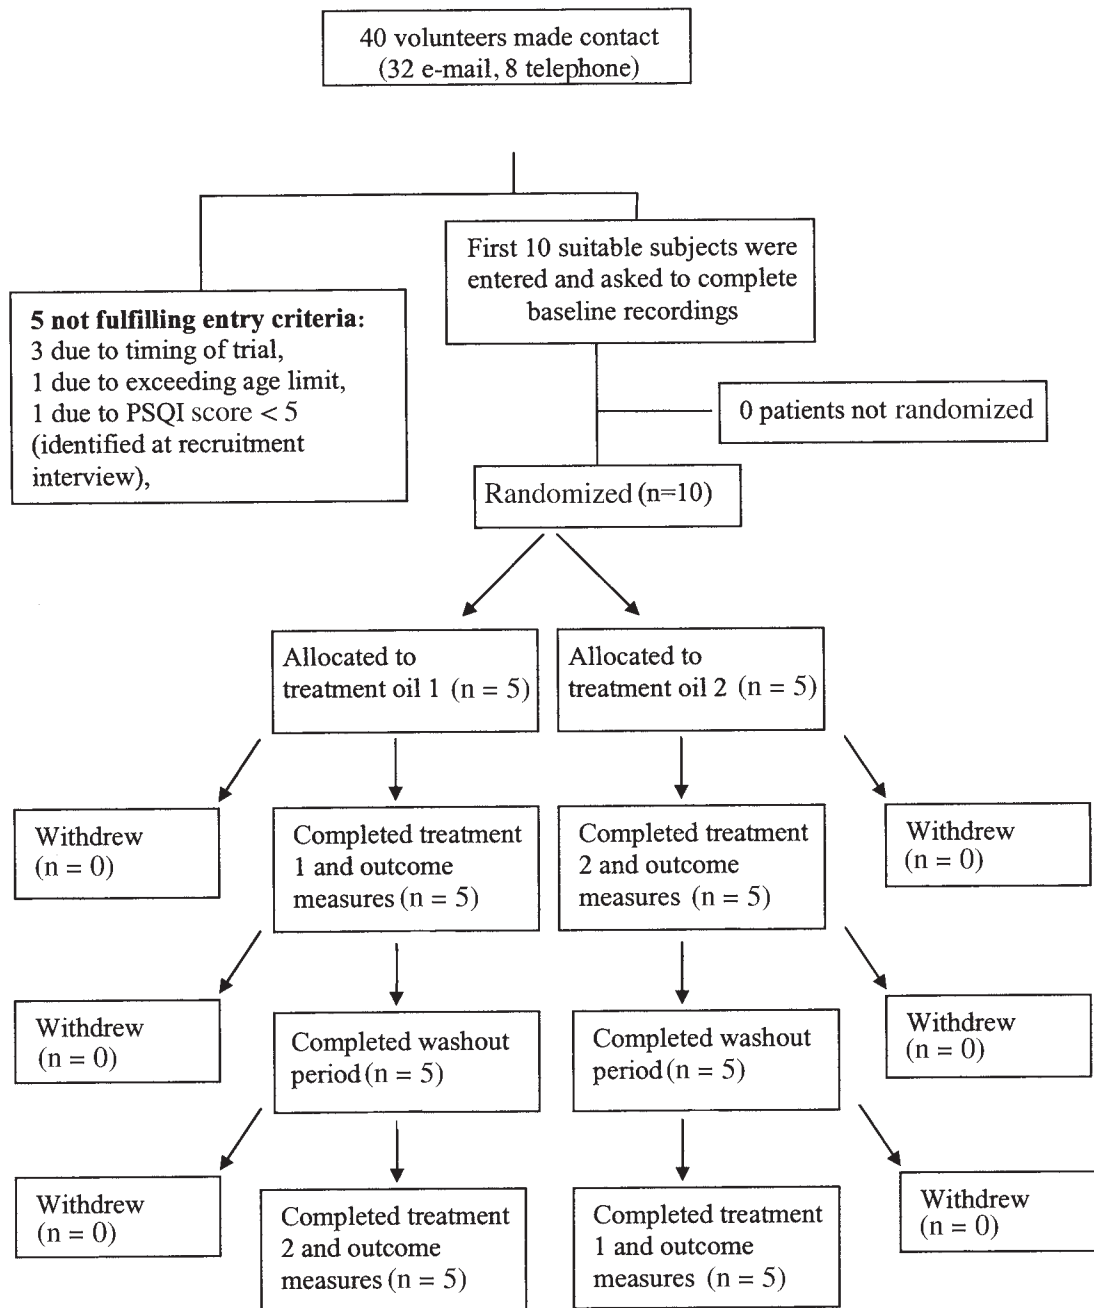 40 volunteers made contact
(32 e-mail, 8 telephone)
First 10 suitable subjects were
entered and asked to complete
baseline recordings
5 not fulfilling entry criteria:
3 due to timing of trial,
1 due to exceeding age limit,
1 due to PSQI score < 5
(identified at recruitment
interview),
0 patients not randomized
Randomized (n=10)
Allocated to
treatment oil 1 (n = 5)
Allocated to
treatment oil 2 (n = 5)
Withdrew
(n = 0)
Completed treatment
1 and outcome
measures (n = 5)
Completed treatment
2 and outcome
measures (n = 5)
Withdrew
(n = 0)
Withdrew
(n = 0)
Completed washout
period (n = 5)
Completed washout
period (n = 5)
Withdrew
(n = 0)
Withdrew
(n = 0)
Completed treatment
2 and outcome
measures (n = 5)
Completed treatment
1 and outcome
measures (n = 5)
Withdrew
(n = 0)